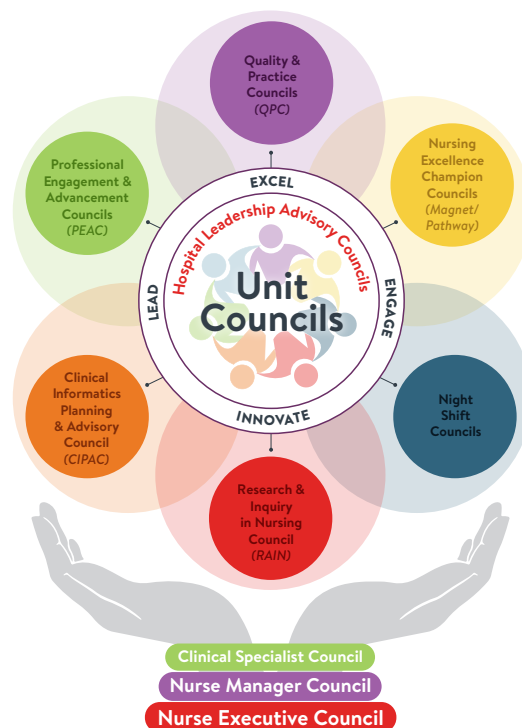 Quality &
Practice
Councils
(QPC)
Professional
Engagement &
Advancement
Councils
(PEAC)
Nursing
Excellence
Champion
Councils
(Magnet/
Pathway)
EXCEL
Hospital Leadership Advisory Councils
LEAD
ENGAGE
Unit
Councils
INNOVATE
Clinical
Informatics
Planning
& Advisory
Council
(CIPAC)
Night
Shift
Councils
Research &
Inquiry
in Nursing
Council
(RAIN)
Clinical Specialist Council
Nurse Manager Council
Nurse Executive Council